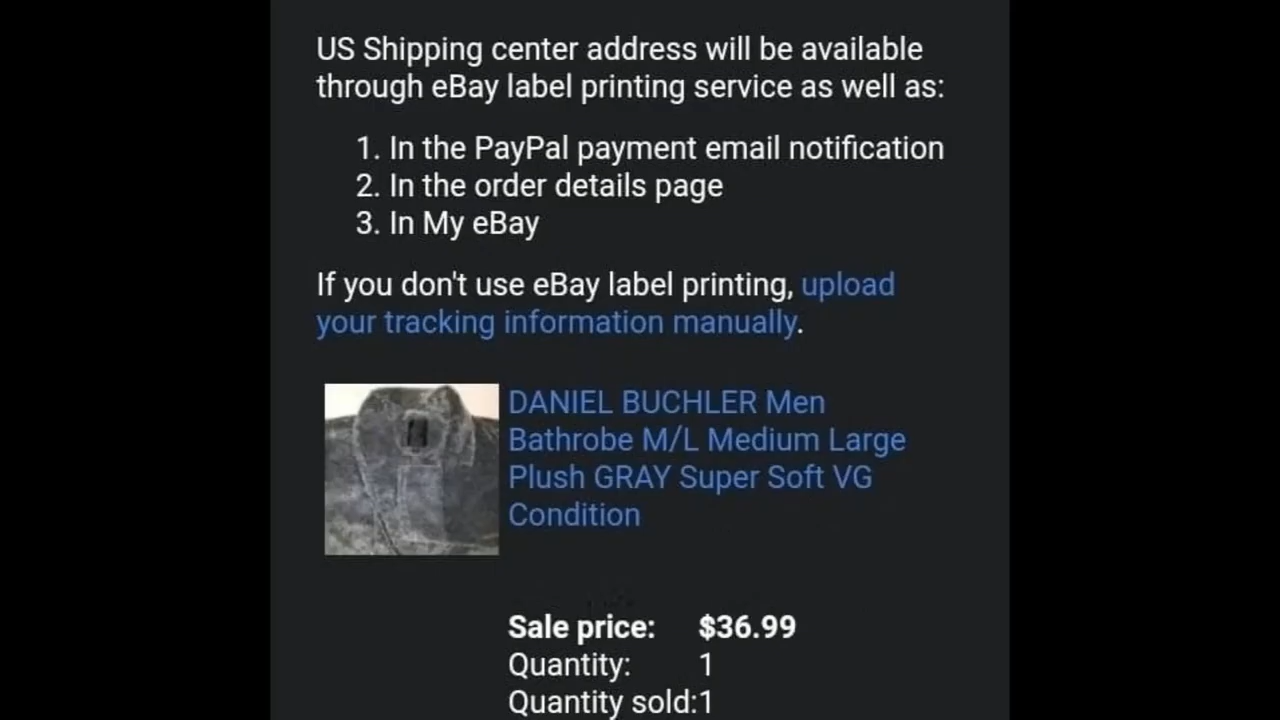 US Shipping center address will be available
through eBay label printing service as well as:
1. In the PayPal payment email notification
2. In the order details page
3. In My eBay
If you don't use eBay label printing, upload
your tracking information manually.
DANIEL BUCHLER Men
Bathrobe M/L Medium Large
Plush GRAY Super Soft VG
Condition
Sale price: $36.99
Quantity: 1
Quantity sold:1